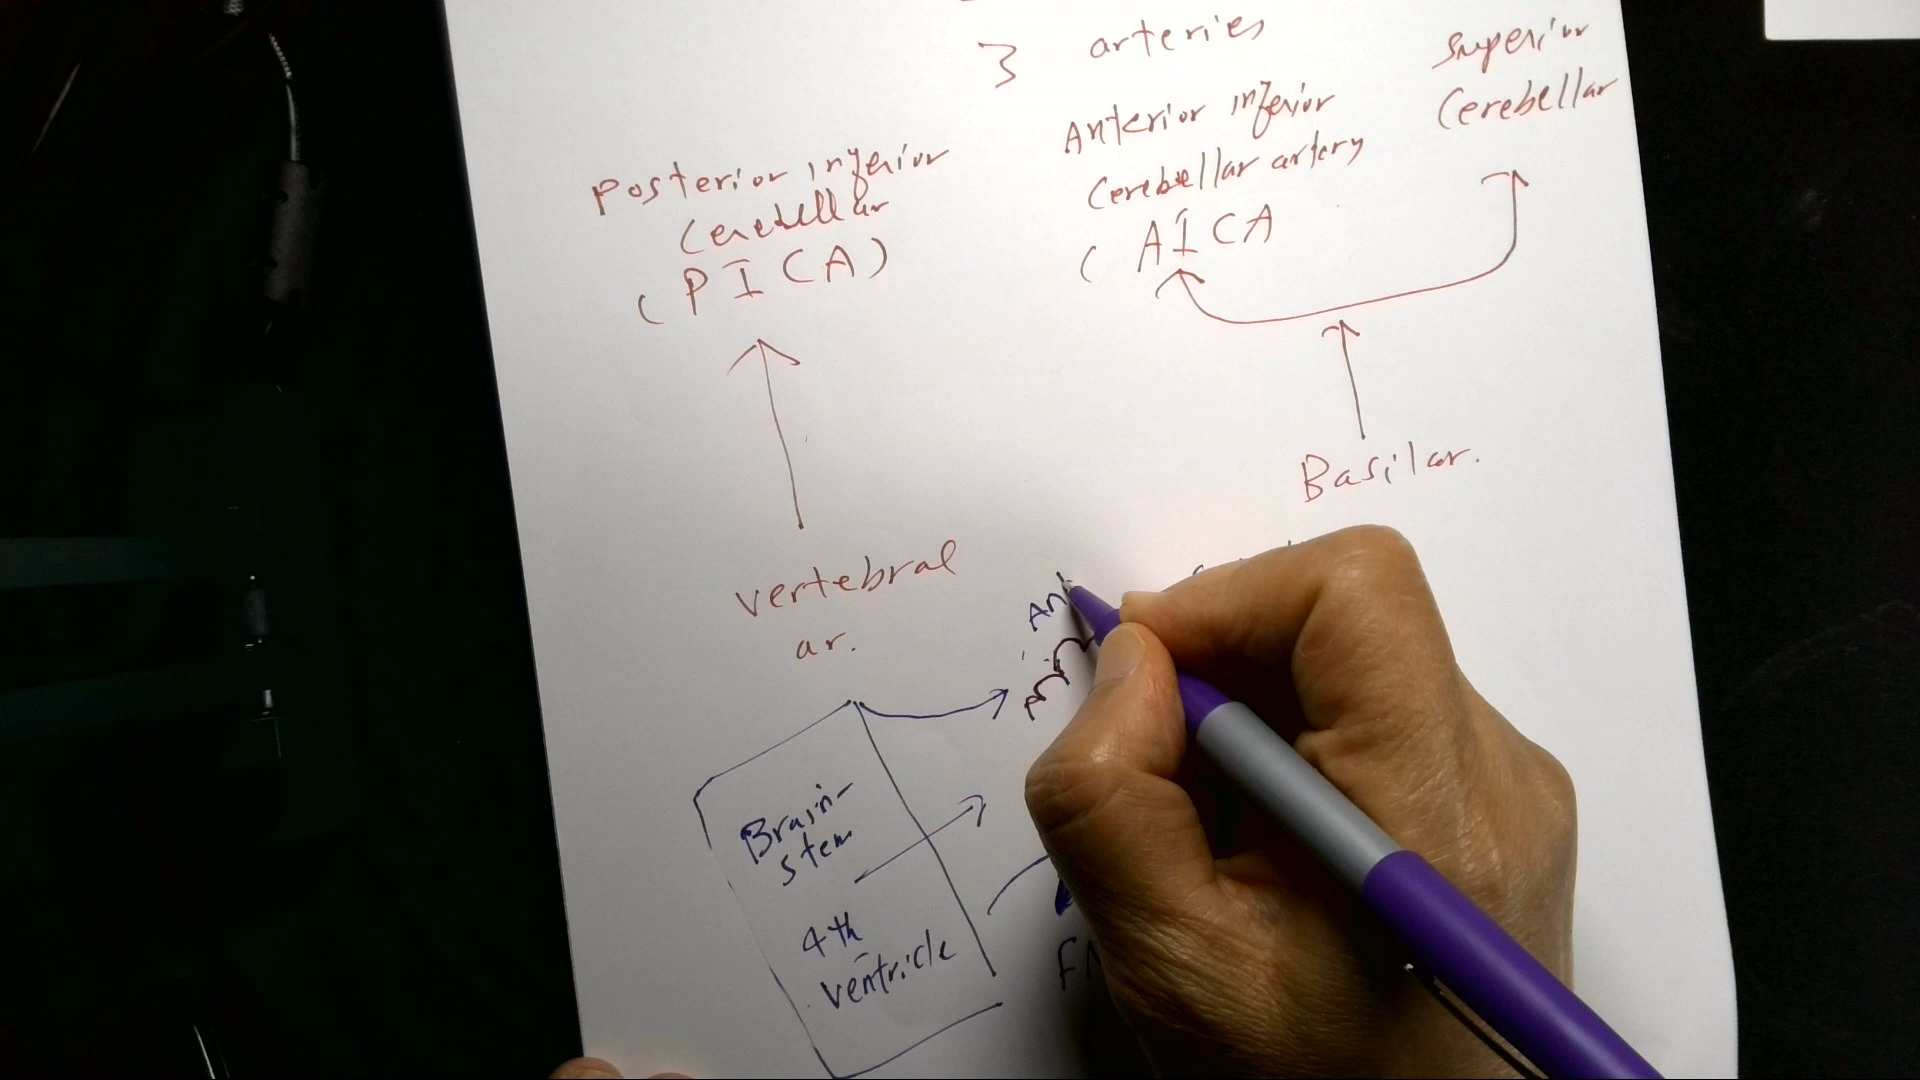 3 arteries
Posterior inferior
Cerebellar
(PICA)
Anterior inferior
Cerebellar artery
(AICA
Superior
Cerebellar
Basilar.
vertebral
ar.
An
Brain-
stem
4th
ventricle